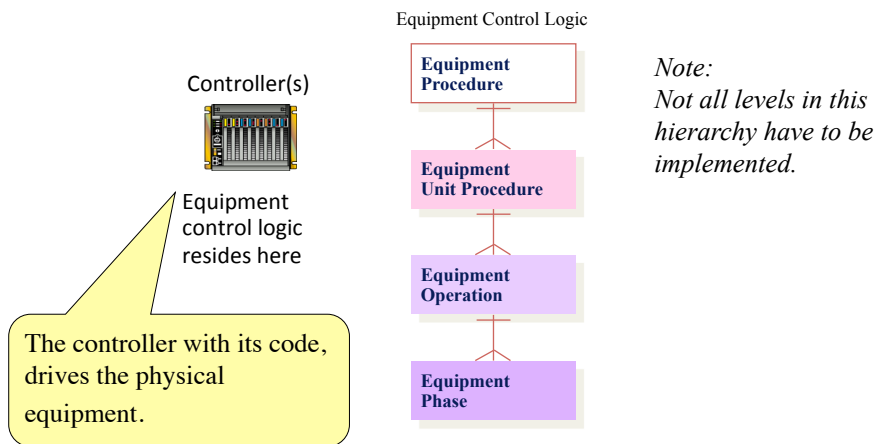 Equipment Control Logic
Controller(s)
Equipment
control logic
resides here
The controller with its code,
drives the physical
equipment.
Equipment
Procedure
Equipment
Unit Procedure
Equipment
Operation
Equipment
Phase
Note:
Not all levels in this
hierarchy have to be
implemented.